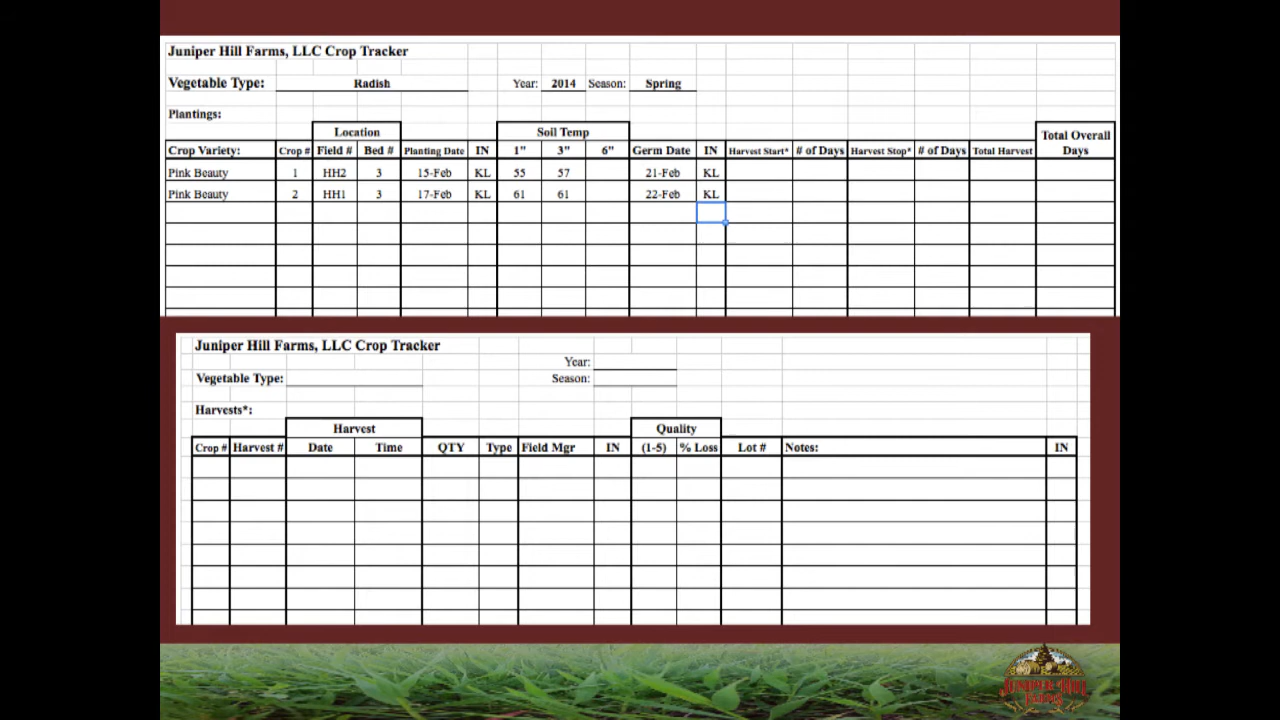 Juniper Hill Farms, LLC Crop Tracker
Vegetable Type: Radish Year: 2014 Season: Spring
Plantings:
Location Soil Temp Total Overall
Crop Variety: Crop # Field # Bed # Planting Date IN 1" 3" 6" Germ Date IN Harvest Start* # of Days Harvest Stop* # of Days Total Harvest Days
Pink Beauty 1 HH2 3 15-Feb KL 55 57 21-Feb KL
Pink Beauty 2 HH1 3 17-Feb KL 61 61 22-Feb KL
Juniper Hill Farms, LLC Crop Tracker
Year:
Vegetable Type: Season:
Harvests*:
Harvest Quality
Crop # Harvest # Date Time QTY Type Field Mgr IN (1-5) % Loss Lot # Notes: IN
JUNIPER HILL
FARMS